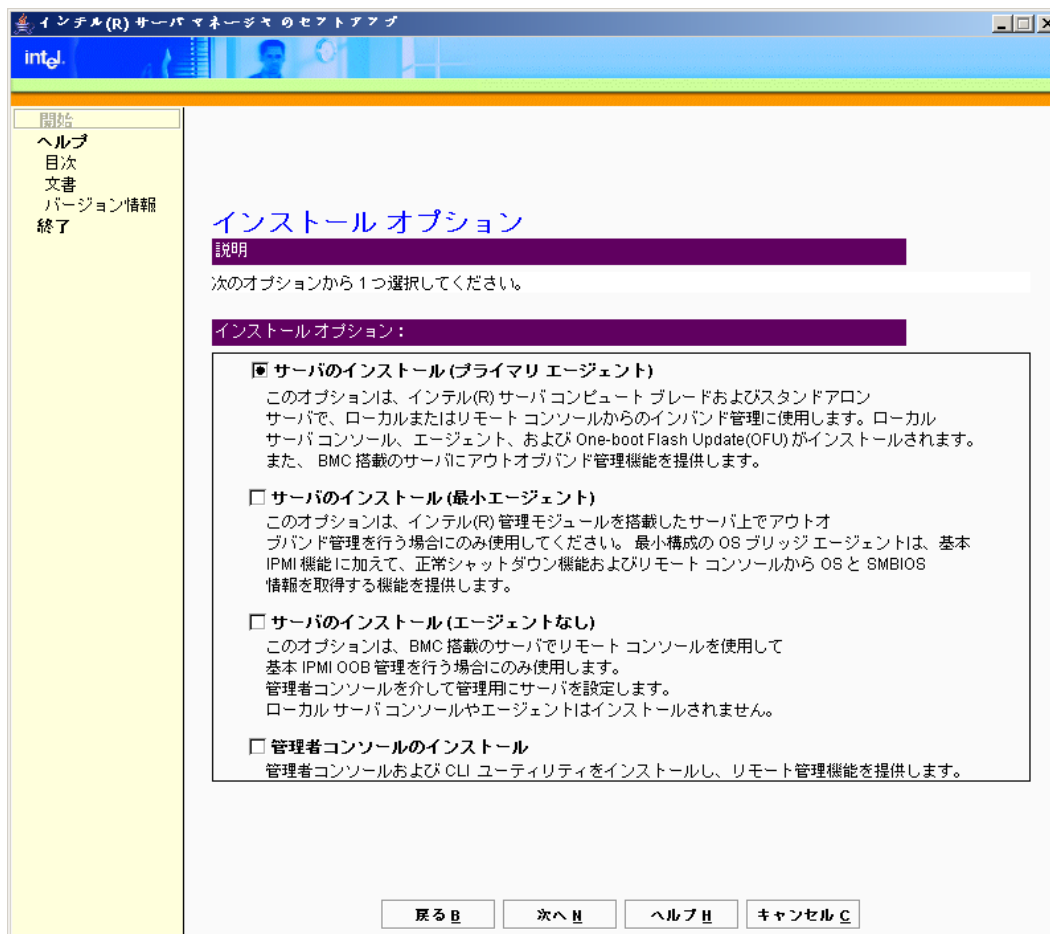 インテル(R) サーバ マネージャ のセットアップ
intel.
開始
ヘルプ
目次
文書
バージョン情報
終了
インストール オプション
説明
次のオプションから 1 つ選択してください。
インストール オプション :
サーバのインストール (プライマリ エージェント)
このオプションは、インテル(R) サーバ コンピュート ブレードおよびスタンドアロン
サーバで、ローカルまたはリモート コンソールからのインバンド管理に使用します。ローカル
サーバ コンソール、エージェント、および One-boot Flash Update(OFU) がインストールされます。
また、 BMC 搭載のサーバにアウトオブバンド管理機能を提供します。
サーバのインストール (最小エージェント)
このオプションは、インテル(R) 管理モジュールを搭載したサーバ上でアウトオ
ブバンド管理を行う場合にのみ使用してください。 最小構成の OS ブリッジ エージェントは、基本
IPMI 機能 に加えて、正常シャットダウン機能およびリモート コンソールから OS と SMBIOS
情報を取得する機能を提供します。
サーバのインストール (エージェントなし)
このオプションは、BMC 搭載のサーバでリモート コンソールを使用して
基本 IPMI OOB 管理を行う場合にのみ使用します。
管理者コンソールを介して管理用にサーバを設定します。
ローカル サーバ コンソールやエージェントはインストールされません。
管理者コンソールのインストール
管理者コンソールおよび CLI ユーティリティをインストールし、リモート管理機能を提供します。
戻る B 次へ N ヘルプ H キャンセル C